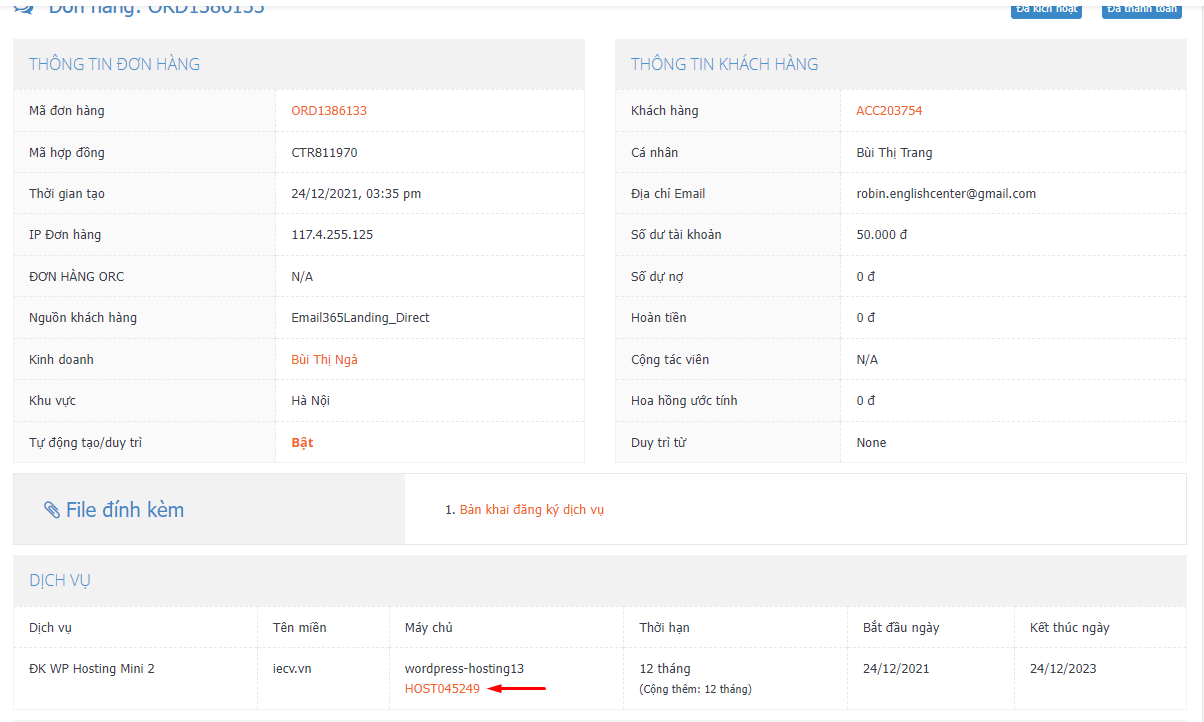 Đơn hàng: ORD1386133
Đã kích hoạt
Đã thanh toán
THÔNG TIN ĐƠN HÀNG
Mã đơn hàng ORD1386133
Mã hợp đồng CTR811970
Thời gian tạo 24/12/2021, 03:35 pm
IP Đơn hàng 117.4.255.125
ĐƠN HÀNG ORC N/A
Nguồn khách hàng Email365Landing_Direct
Kinh doanh Bùi Thị Ngà
Khu vực Hà Nội
Tự động tạo/duy trì Bật
THÔNG TIN KHÁCH HÀNG
Khách hàng ACC203754
Cá nhân Bùi Thị Trang
Địa chỉ Email robin.englishcenter@gmail.com
Số dư tài khoản 50.000 đ
Số dự nợ 0 đ
Hoàn tiền 0 đ
Cộng tác viên N/A
Hoa hồng ước tính 0 đ
Duy trì từ None
File đính kèm
1. Bản khai đăng ký dịch vụ
DỊCH VỤ
Dịch vụ Tên miền Máy chủ Thời hạn Bắt đầu ngày Kết thúc ngày
ĐK WP Hosting Mini 2 iecv.vn wordpress-hosting13 12 tháng 24/12/2021 24/12/2023
HOST045249 (Cộng thêm: 12 tháng)